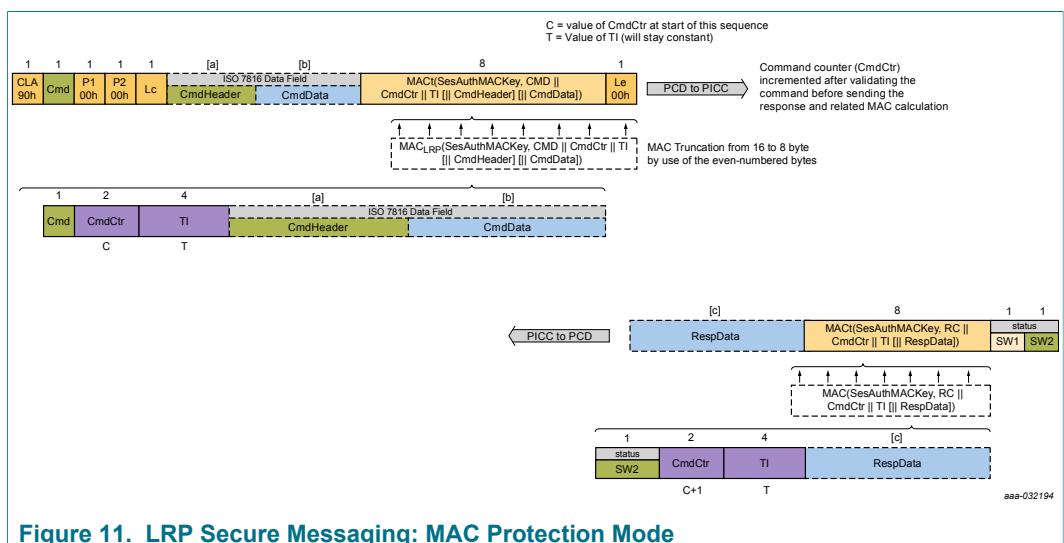 C = value of CmdCtr at start of this sequence
T = Value of TI (will stay constant)
1 1 1 1 1 [a] [b] 8 1
CLA
90h
Cmd
P1
00h
P2
00h
Lc
ISO 7816 Data Field
CmdHeader
CmdData
MACt(SesAuthMACKey, CMD ||
CmdCtr || TI [|| CmdHeader] [|| CmdData])
Le
00h
PCD to PICC
Command counter (CmdCtr)
incremented after validating the
command before sending the
response and related MAC calculation
MACLRP(SesAuthMACKey, CMD || CmdCtr || TI
[|| CmdHeader] [|| CmdData])
MAC Truncation from 16 to 8 byte
by use of the even-numbered bytes
1 2 4 [a] [b]
Cmd
CmdCtr
TI
ISO 7816 Data Field
CmdHeader
CmdData
C T
[c] 8 1 1
PICC to PCD
RespData
MACt(SesAuthMACKey, RC ||
CmdCtr || TI [|| RespData])
status
SW1
SW2
MAC(SesAuthMACKey, RC ||
CmdCtr || TI [|| RespData])
1 2 4 [c]
status
SW2
CmdCtr
TI
RespData
C+1 T
aaa-032194
Figure 11. LRP Secure Messaging: MAC Protection Mode